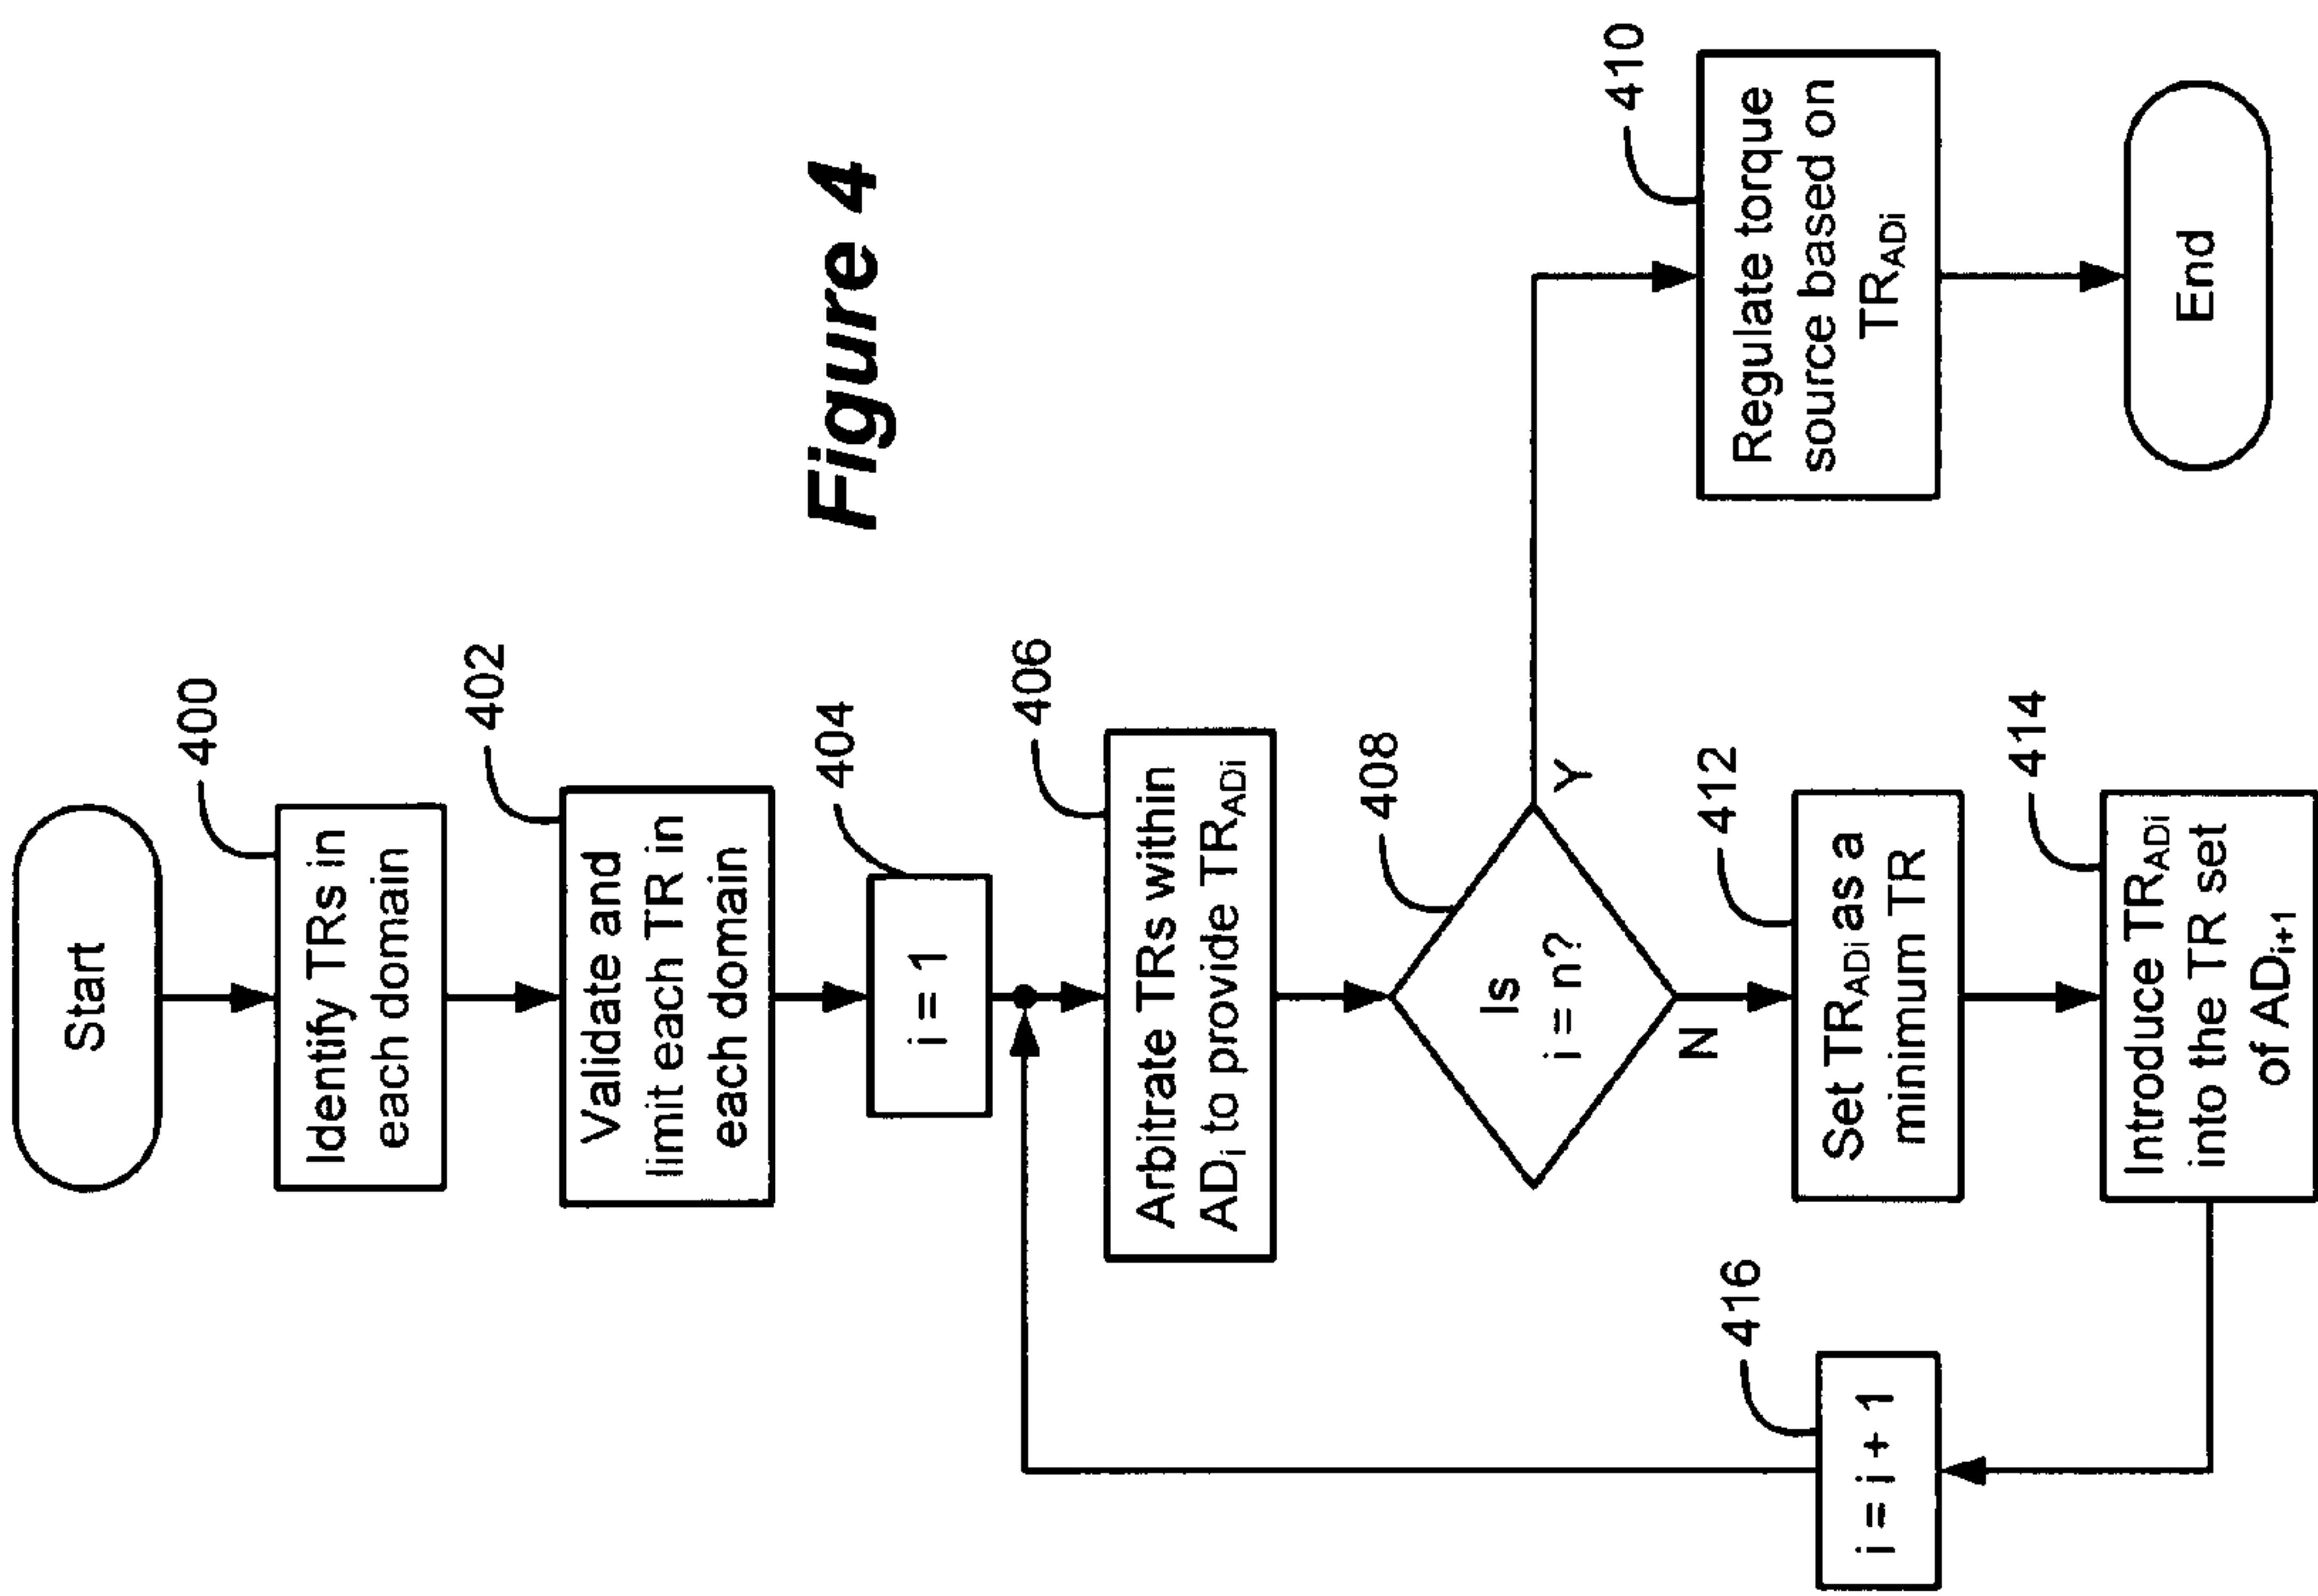 Start
400
Identify TRs in
each domain
402
Validate and
limit each TR in
each domain
404
i = 1
406
Arbitrate TRs within
ADi to provide TRADi
408
Is
i = n?
Y
N
410
Regulate torque
source based on
TRADi
End
412
Set TRADi as a
minimum TR
414
Introduce TRADi
into the TR set
of ADi+1
416
i = i + 1
Figure 4